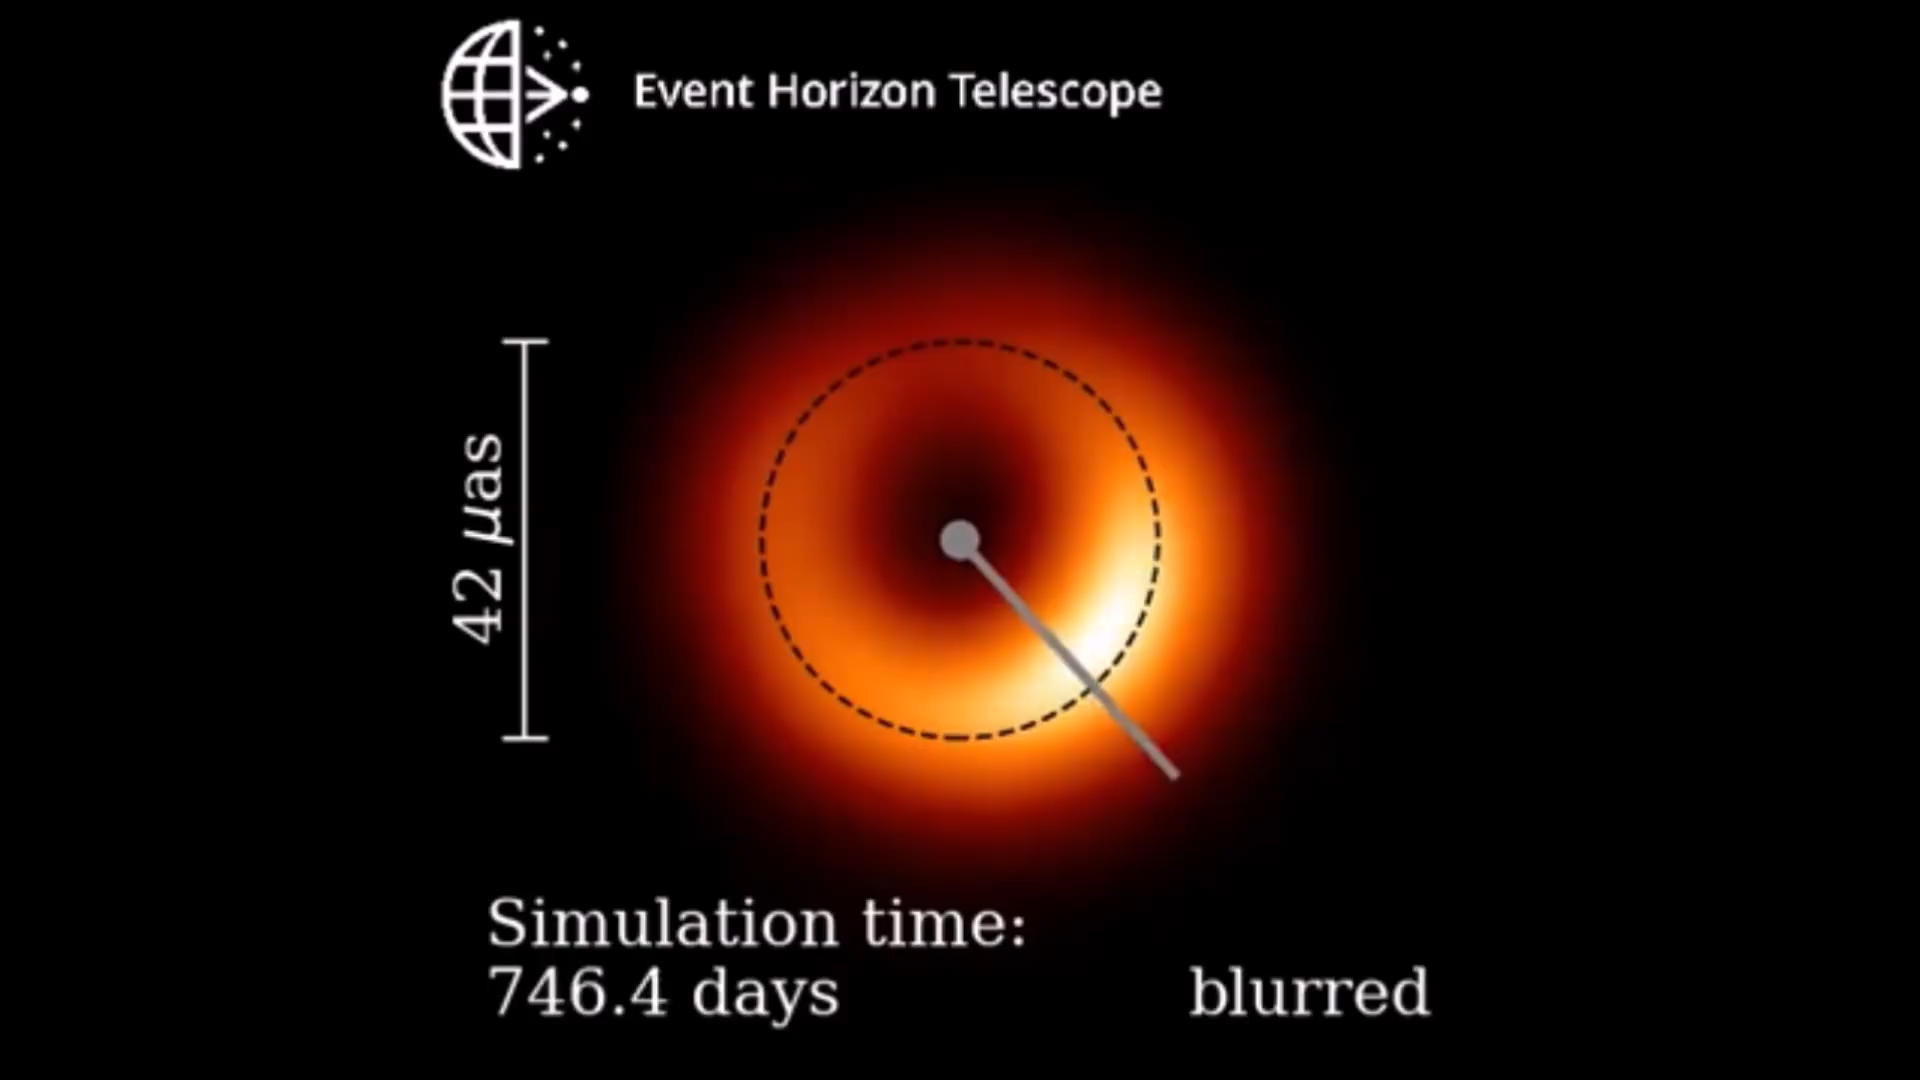 Event Horizon Telescope
42 μas
Simulation time:
746.4 days
blurred